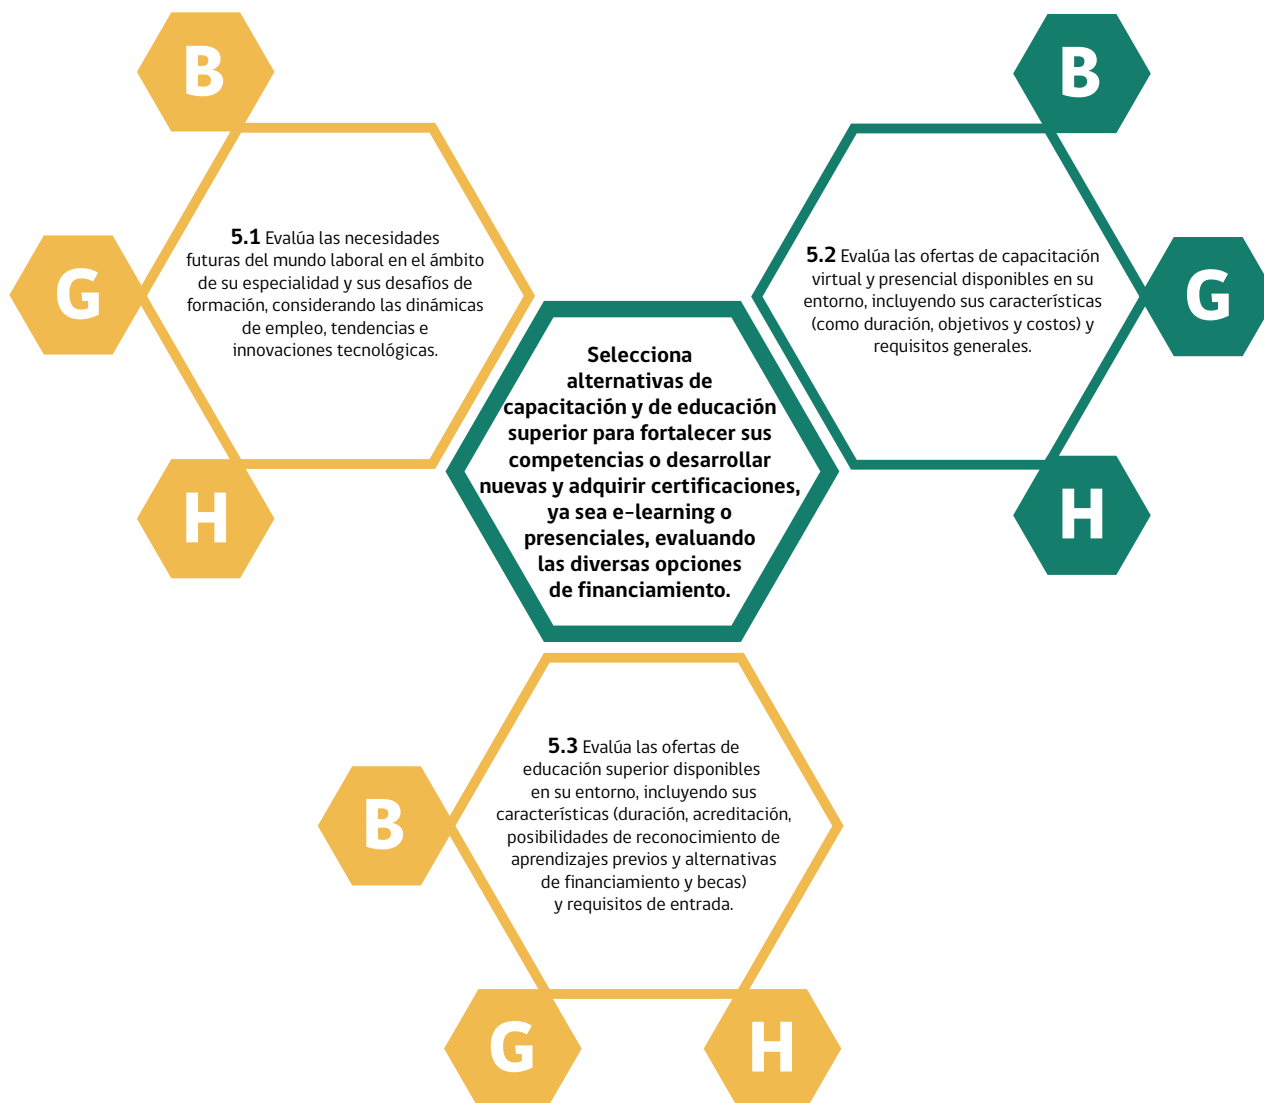 B
G
5.1 Evalúa las necesidades
futuras del mundo laboral en el ámbito
de su especialidad y sus desafíos de
formación, considerando las dinámicas
de empleo, tendencias e
innovaciones tecnológicas.
H
B
5.2 Evalúa las ofertas de capacitación
virtual y presencial disponibles en su
entorno, incluyendo sus características
(como duración, objetivos y costos) y
requisitos generales.
G
H
Selecciona
alternativas de
capacitación y de educación
superior para fortalecer sus
competencias o desarrollar
nuevas y adquirir certificaciones,
ya sea e-learning o
presenciales, evaluando
las diversas opciones
de financiamiento.
5.3 Evalúa las ofertas de
educación superior disponibles
en su entorno, incluyendo sus
características (duración, acreditación,
posibilidades de reconocimiento de
aprendizajes previos y alternativas
de financiamiento y becas)
y requisitos de entrada.
B
G
H